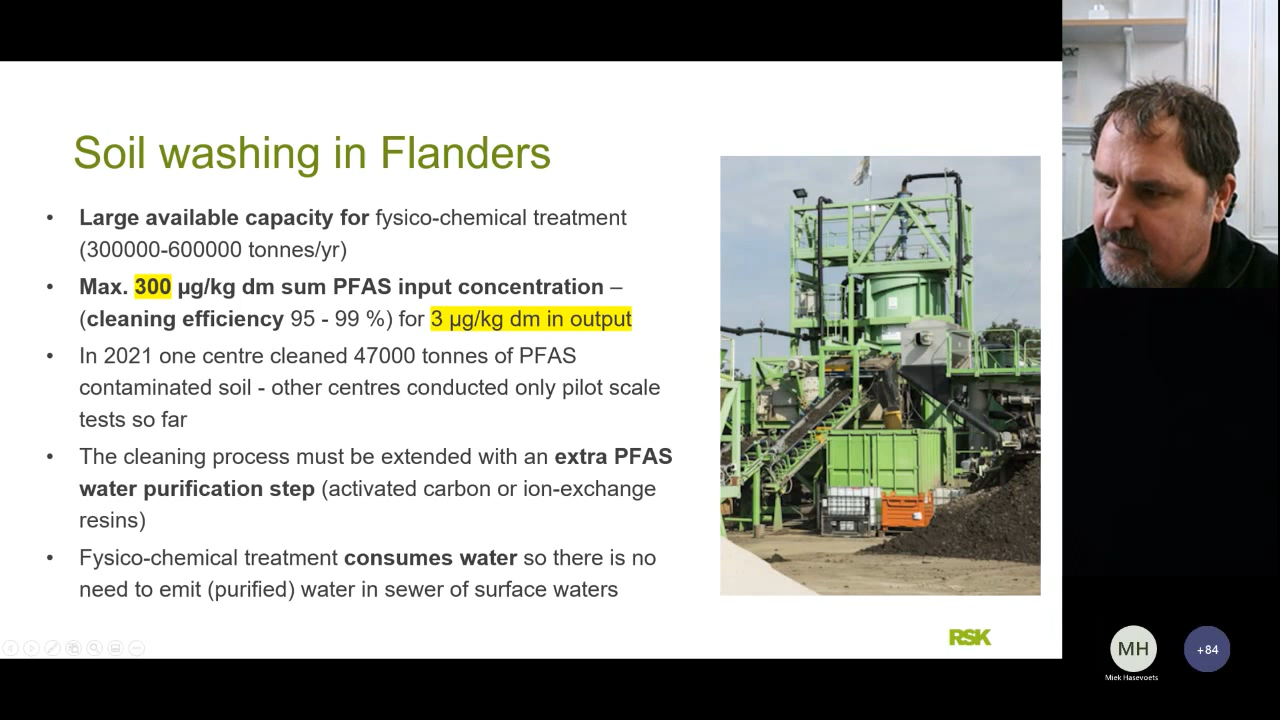 Soil washing in Flanders
• Large available capacity for fysico-chemical treatment
(300000-600000 tonnes/yr)
• Max. 300 µg/kg dm sum PFAS input concentration –
(cleaning efficiency 95 - 99 %) for 3 µg/kg dm in output
• In 2021 one centre cleaned 47000 tonnes of PFAS
contaminated soil - other centres conducted only pilot scale
tests so far
• The cleaning process must be extended with an extra PFAS
water purification step (activated carbon or ion-exchange
resins)
• Fysico-chemical treatment consumes water so there is no
need to emit (purified) water in sewer of surface waters
RSK
MH
+84
Miek Hasevoets